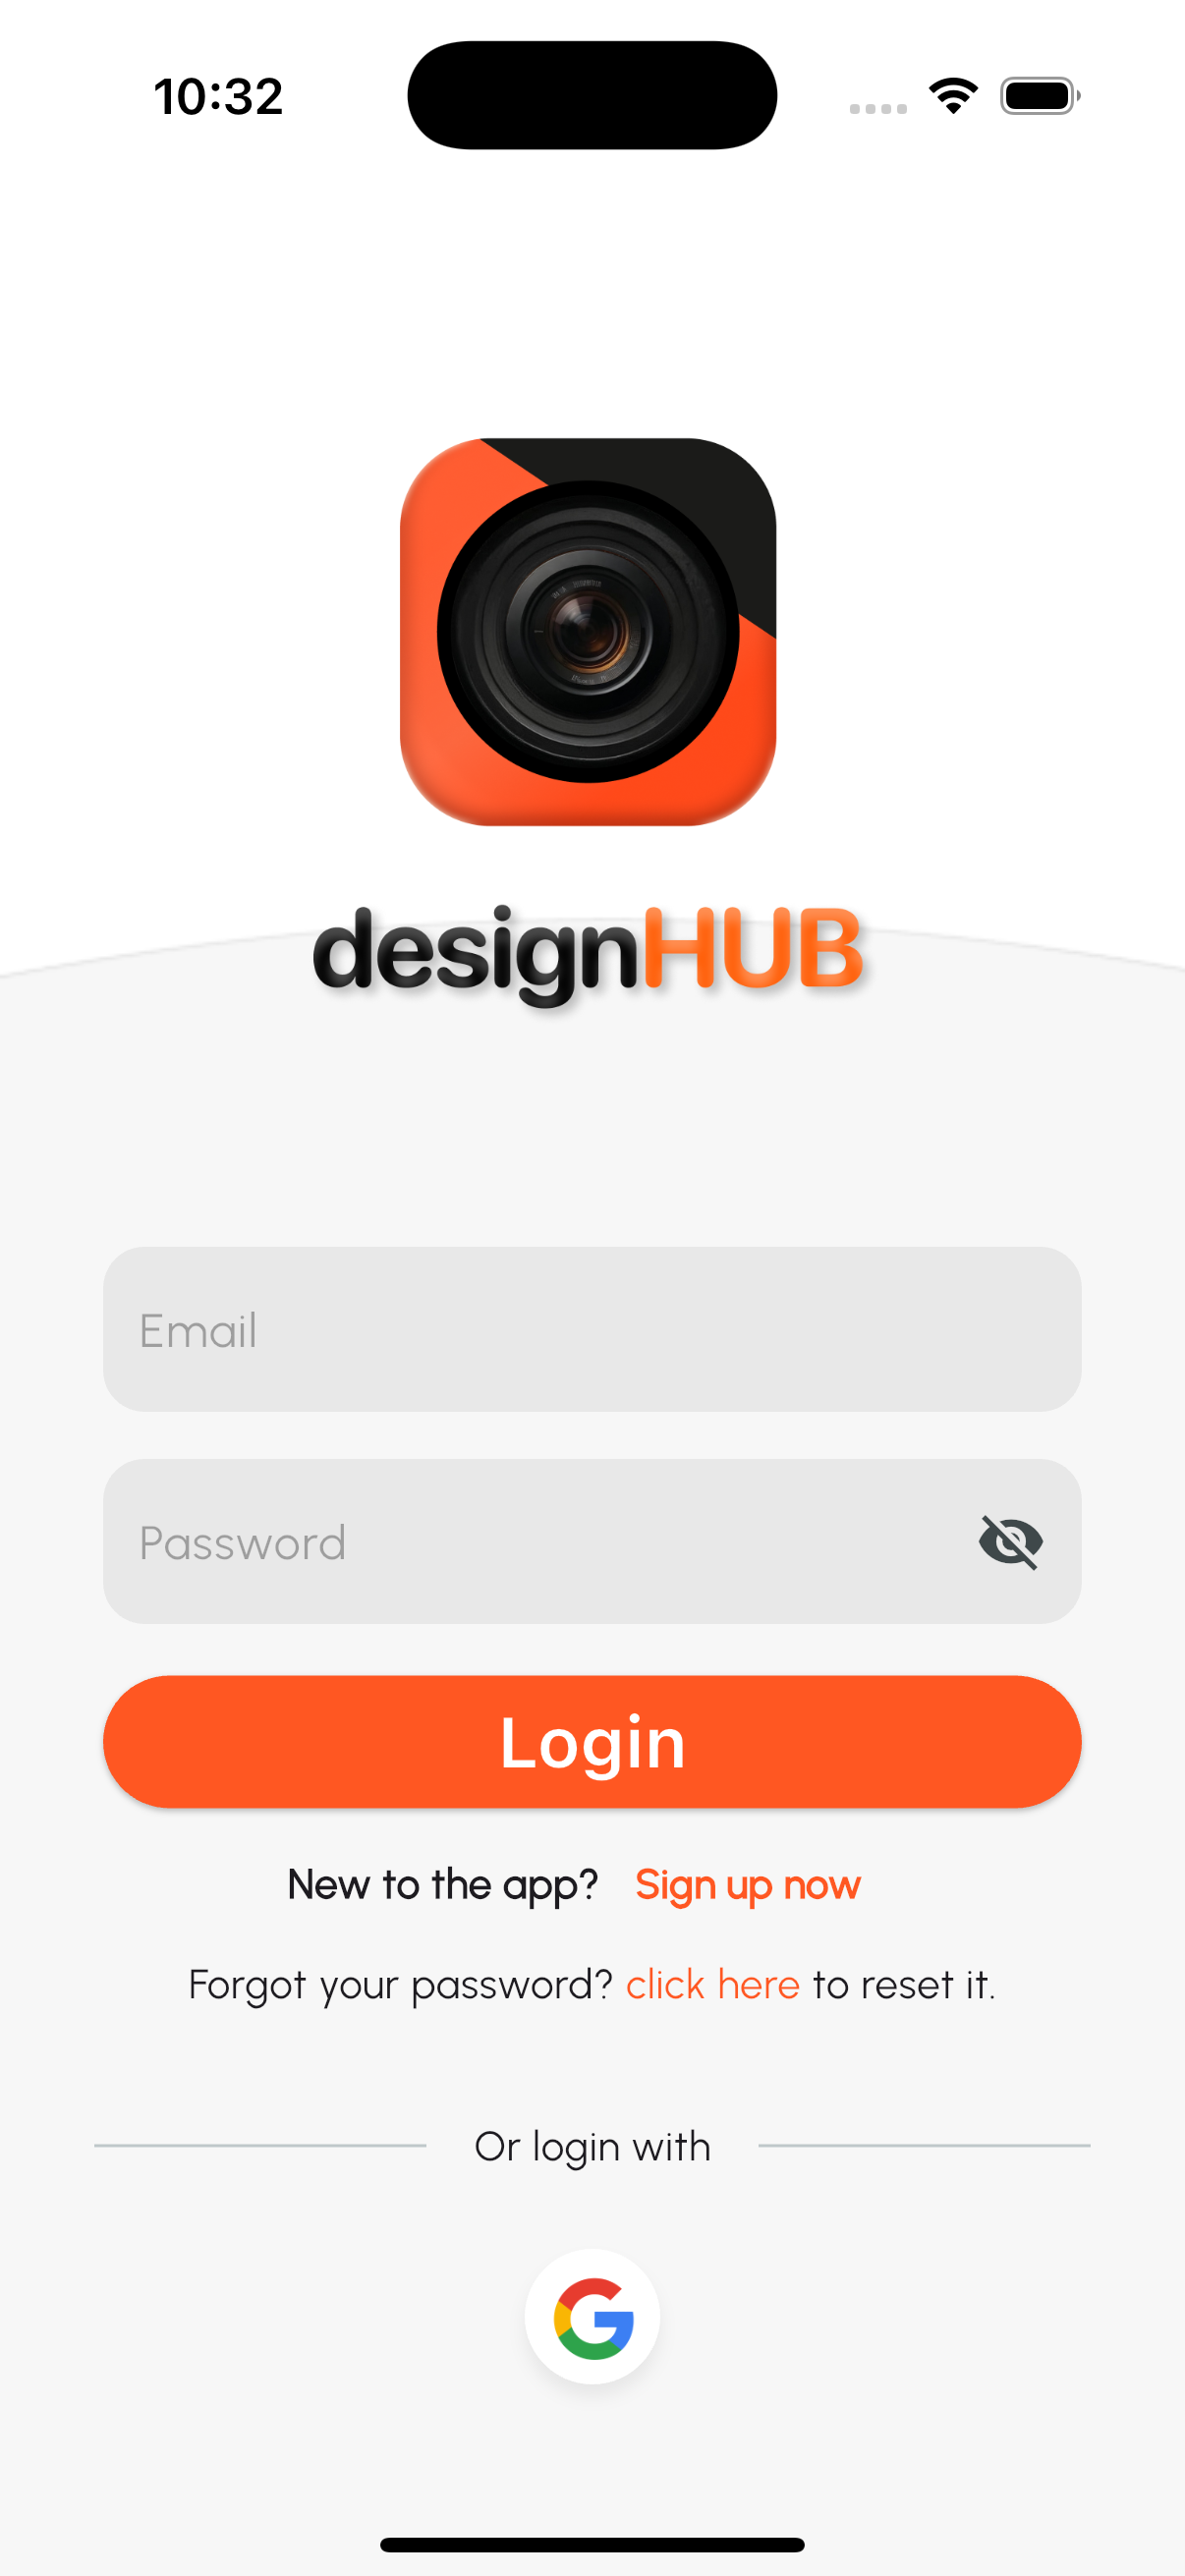 10:32
designHUB
Email
Password
Login
New to the app? Sign up now
Forgot your password? click here to reset it.
Or login with